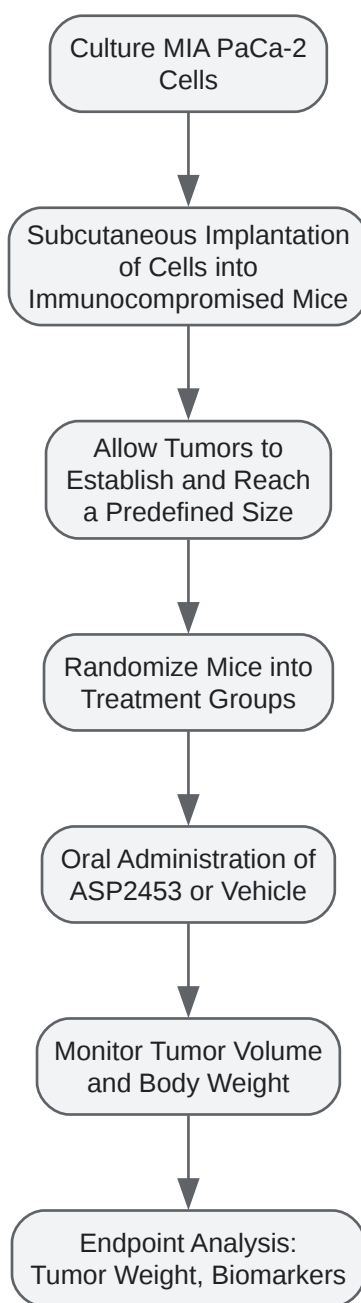 Culture MIA PaCa-2
Cells
Subcutaneous Implantation
of Cells into
Immunocompromised Mice
Allow Tumors to
Establish and Reach
a Predefined Size
Randomize Mice into
Treatment Groups
Oral Administration of
ASP2453 or Vehicle
Monitor Tumor Volume
and Body Weight
Endpoint Analysis:
Tumor Weight, Biomarkers